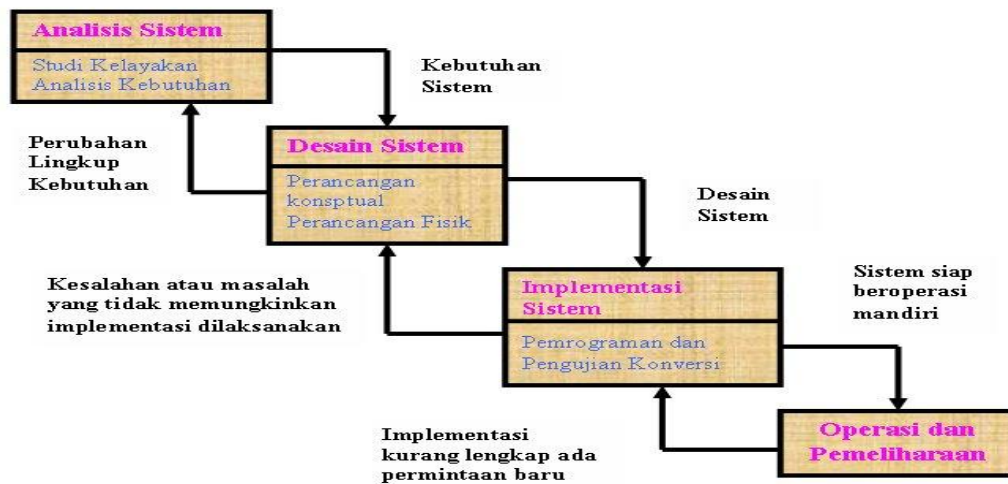 Analisis Sistem
Studi Kelayakan
Analisis Kebutuhan
Kebutuhan
Sistem
Perubahan
Lingkup
Kebutuhan
Desain Sistem
Perancangan
konsptual
Perancangan Fisik
Desain
Sistem
Kesalahan atau masalah
yang tidak memungkinkan
implementasi dilaksanakan
Implementasi
Sistem
Pemrograman dan
Pengujian Konversi
Sistem siap
beroperasi
mandiri
Implementasi
kurang lengkap ada
permintaan baru
Operasi dan
Pemeliharaan